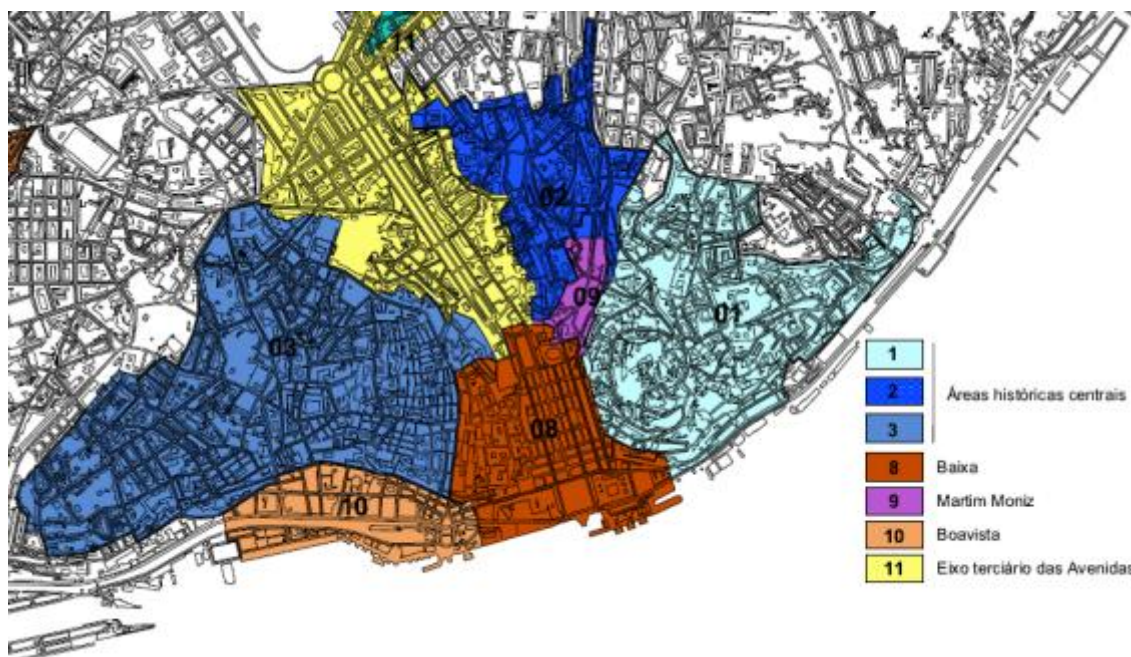 11
02
09
01
03
08
10
1
2
Áreas históricas centrais
3
8 Baixa
9 Martim Moniz
10 Boavista
11 Eixo terciário das Avenidas